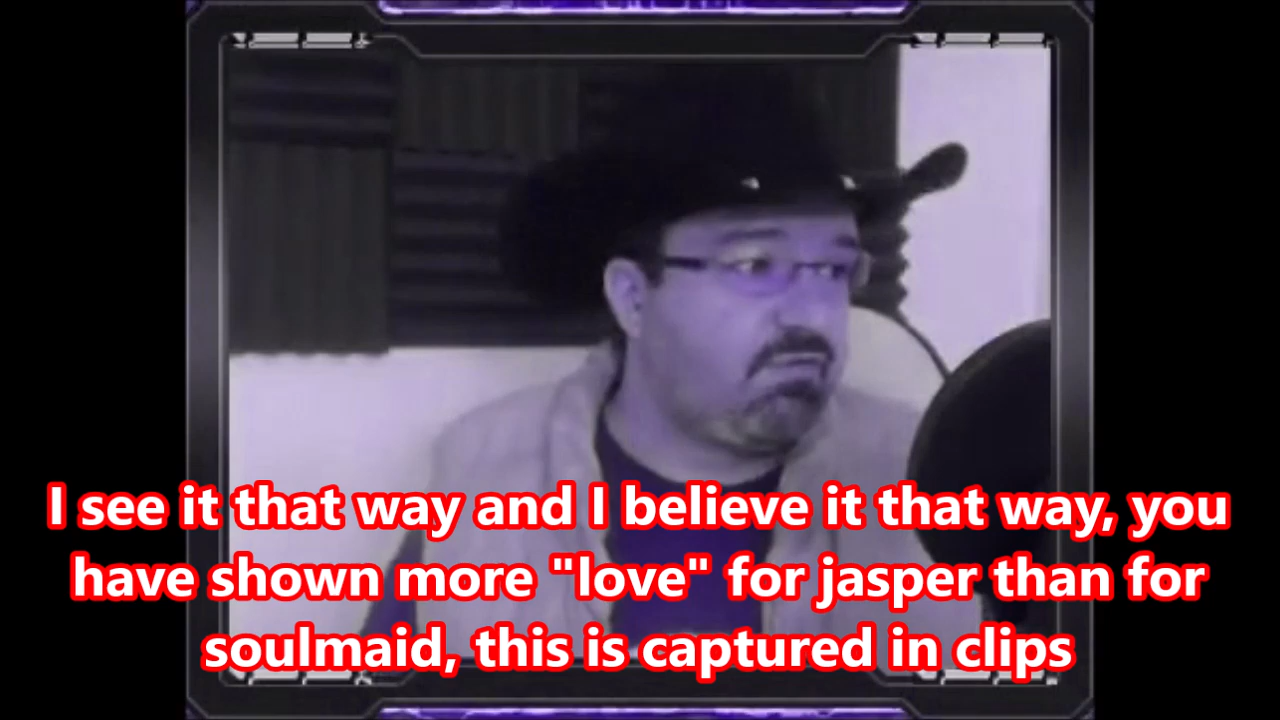 I see it that way and I believe it that way, you
have shown more "love" for jasper than for
soulmaid, this is captured in clips